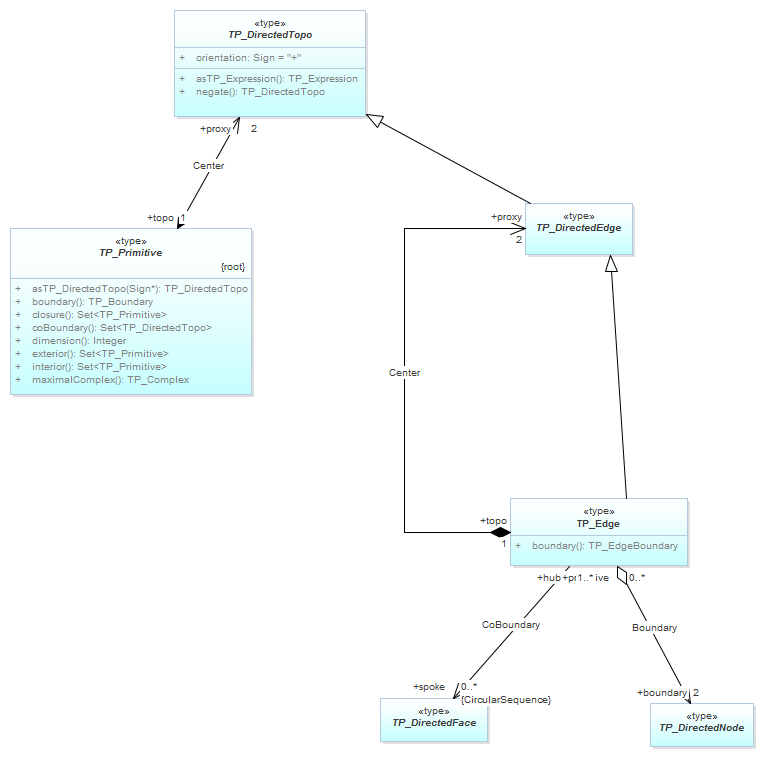 «type»
TP_DirectedTopo
+ orientation: Sign = "+"
+ asTP_Expression(): TP_Expression
+ negate(): TP_DirectedTopo
+proxy 2
Center
+topo 1
«type»
TP_Primitive
{root}
+ asTP_DirectedTopo(Sign*): TP_DirectedTopo
+ boundary(): TP_Boundary
+ closure(): Set<TP_Primitive>
+ coBoundary(): Set<TP_DirectedTopo>
+ dimension(): Integer
+ exterior(): Set<TP_Primitive>
+ interior(): Set<TP_Primitive>
+ maximalComplex(): TP_Complex
+proxy
2
«type»
TP_DirectedEdge
Center
+topo
1
«type»
TP_Edge
+ boundary(): TP_EdgeBoundary
+hub 1..* ive 0..*
CoBoundary
Boundary
+spoke 0..*
{CircularSequence}
+boundary 2
«type»
TP_DirectedFace
«type»
TP_DirectedNode